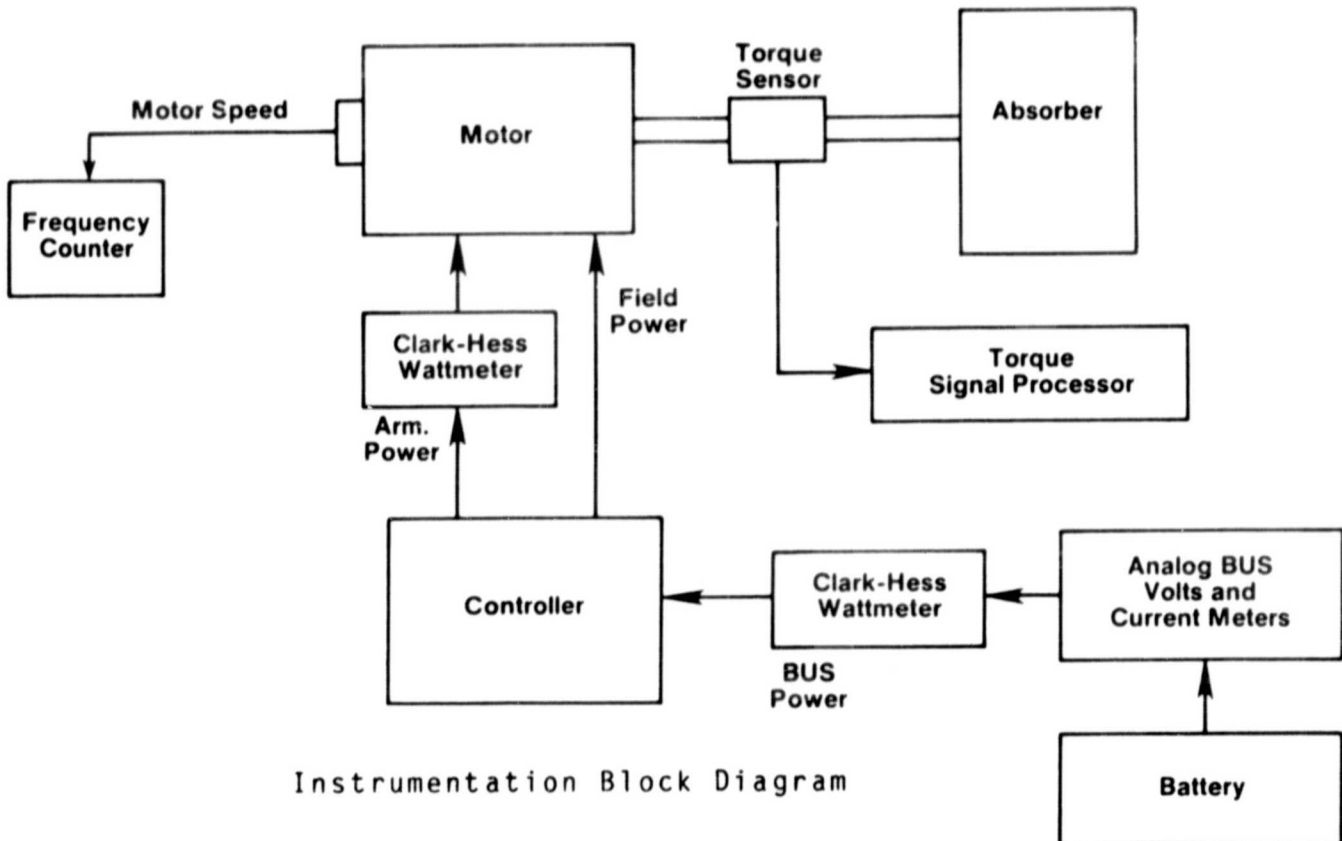 Torque
Sensor
Absorber
Motor Speed
Motor
Frequency
Counter
Field
Power
Clark-Hess
Wattmeter
Torque
Signal Processor
Arm.
Power
Controller
Clark-Hess
Wattmeter
Analog BUS
Volts and
Current Meters
BUS
Power
Battery
Instrumentation Block Diagram